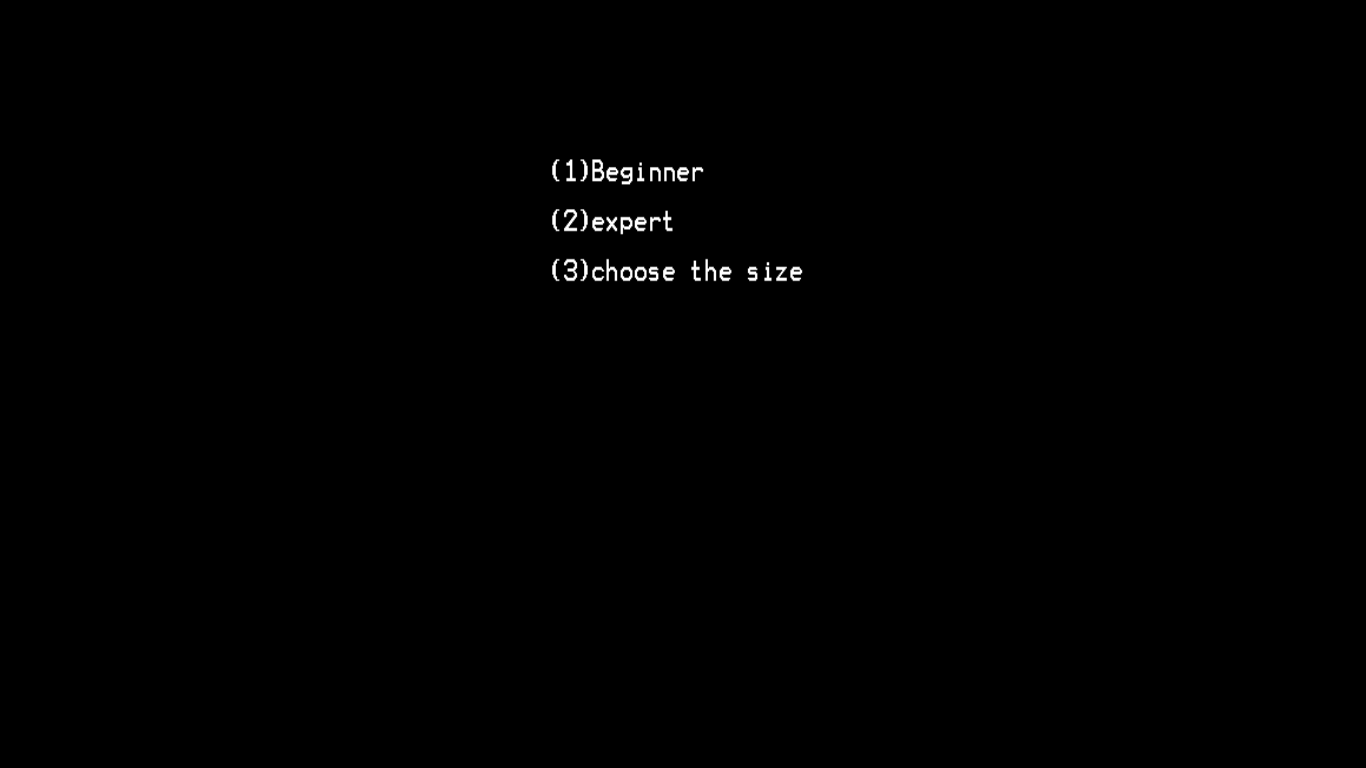 (1)Beginner
(2)expert
(3)choose the size